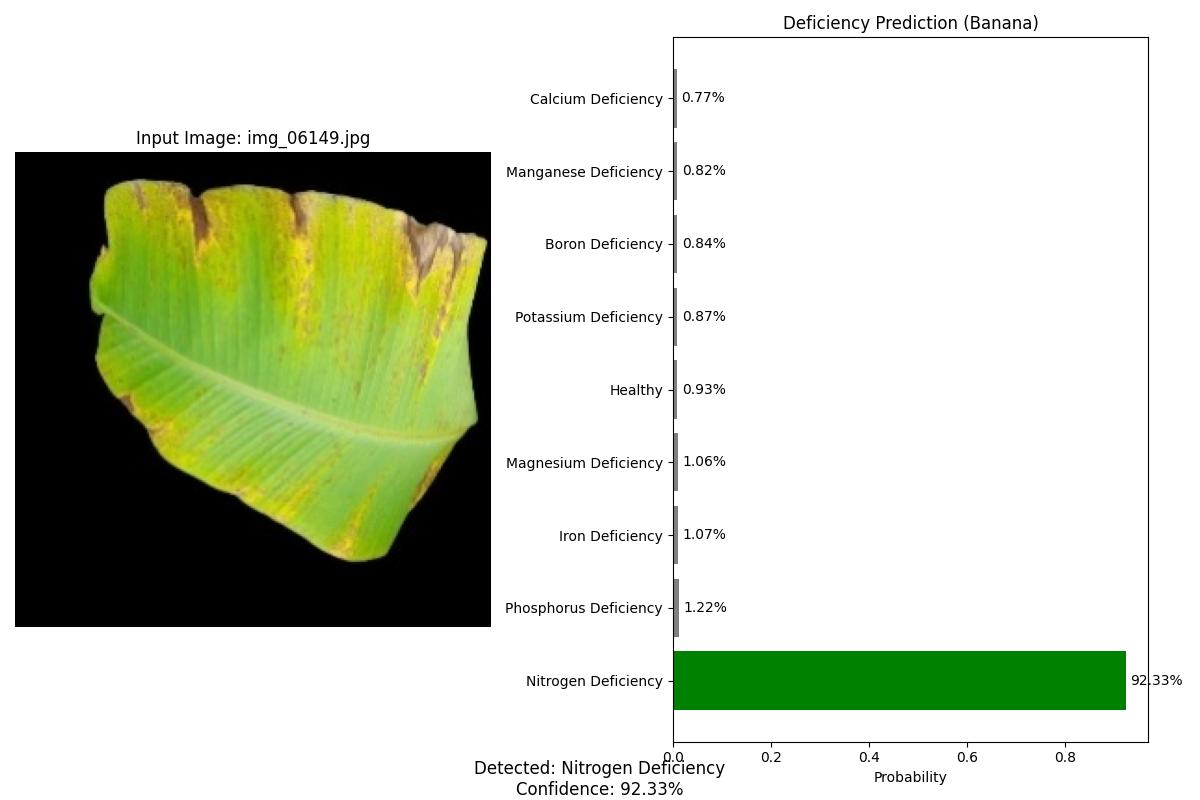 Deficiency Prediction (Banana)
Input Image: img_06149.jpg
Calcium Deficiency 0.77%
Manganese Deficiency 0.82%
Boron Deficiency 0.84%
Potassium Deficiency 0.87%
Healthy 0.93%
Magnesium Deficiency 1.06%
Iron Deficiency 1.07%
Phosphorus Deficiency 1.22%
Nitrogen Deficiency 92.33%
0.0 0.2 0.4 0.6 0.8
Probability
Detected: Nitrogen Deficiency
Confidence: 92.33%